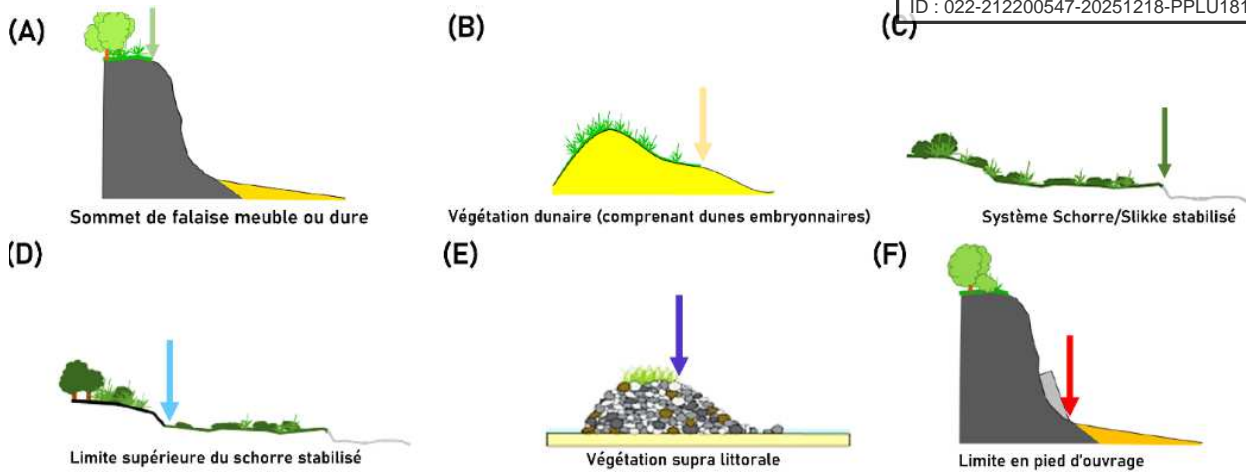 ID : 022-212200547-20251218-PPLU181
(A)
(B)
(C)
Sommet de falaise meuble ou dure
Végétation dunaire (comprenant dunes embryonnaires)
Système Schorre/Slikke stabilisé
(D)
(E)
(F)
Limite supérieure du schorre stabilisé
Végétation supra littorale
Limite en pied d'ouvrage